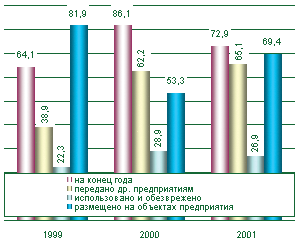 81,9
86,1
64,1
38,9
22,3
62,2
28,9
53,3
72,9
65,1
26,9
69,4
на конец года
передано др. предприятиям
использовано и обезврежено
размещено на объектах предприятия
1999 2000 2001